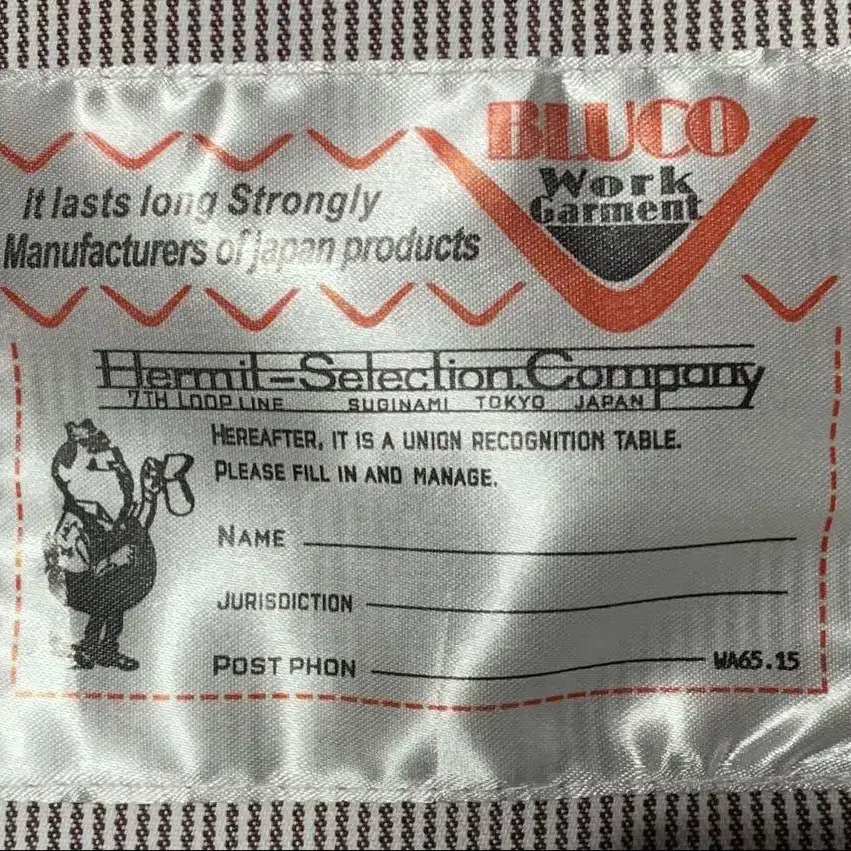 BLUCO
Work
Garment
it lasts long Strongly
Manufacturers of japan products
Hermit-Selection.Company
7TH LOOP LINE SUGINAMI TOKYO JAPAN
HEREAFTER, IT IS A UNION RECOGNITION TABLE.
PLEASE FILL IN AND MANAGE.
NAME
JURISDICTION
POST PHON WA65.15